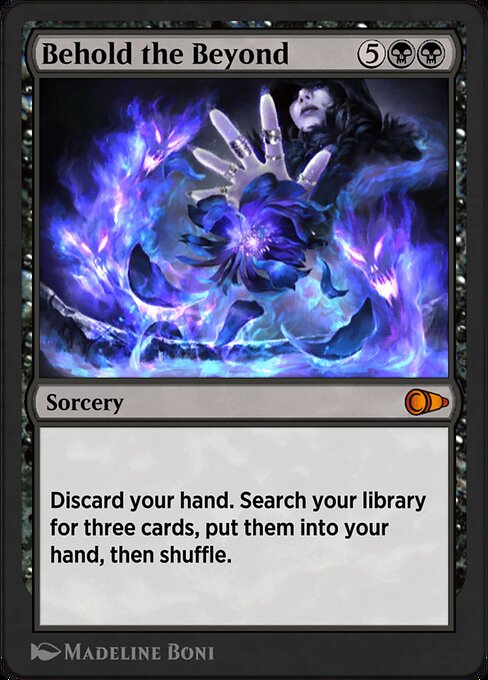 Behold the Beyond 5
Sorcery
Discard your hand. Search your library
for three cards, put them into your
hand, then shuffle.
Madeline Boni